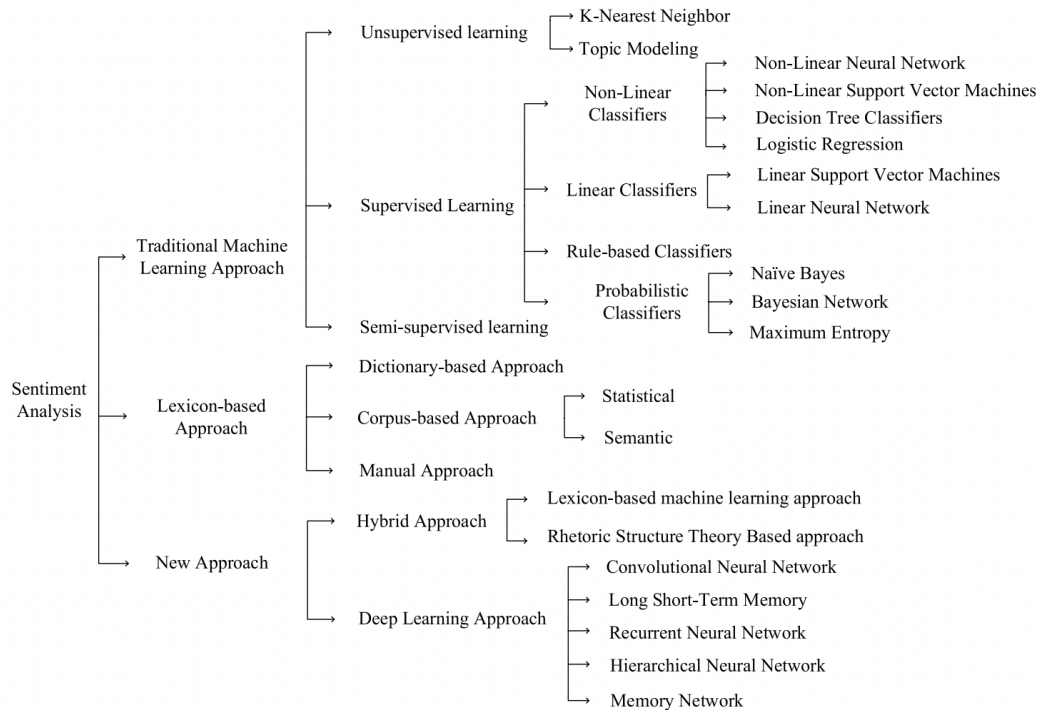 K-Nearest Neighbor
Unsupervised learning
Topic Modeling
Non-Linear Neural Network
Non-Linear
Classifiers
Non-Linear Support Vector Machines
Decision Tree Classifiers
Logistic Regression
Linear Support Vector Machines
Linear Classifiers
Supervised Learning
Linear Neural Network
Traditional Machine
Learning Approach
Rule-based Classifiers
Naïve Bayes
Probabilistic
Classifiers
Bayesian Network
Semi-supervised learning
Maximum Entropy
Dictionary-based Approach
Sentiment
Analysis
Lexicon-based
Approach
Corpus-based Approach
Statistical
Semantic
Manual Approach
Lexicon-based machine learning approach
Hybrid Approach
Rhetoric Structure Theory Based approach
New Approach
Convolutional Neural Network
Long Short-Term Memory
Deep Learning Approach
Recurrent Neural Network
Hierarchical Neural Network
Memory Network